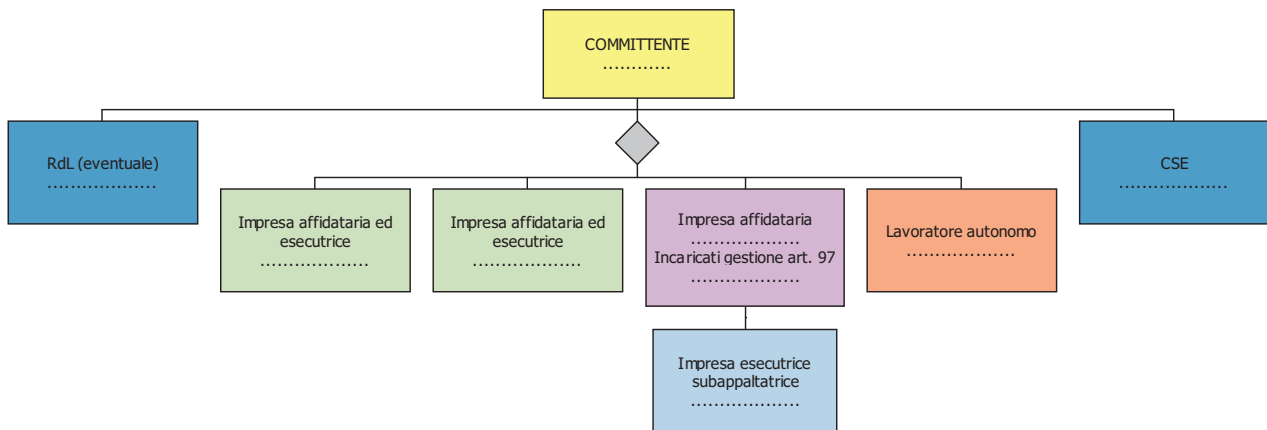 COMMITTENTE
............
RdL (eventuale)
...................
CSE
...................
Impresa affidataria ed
esecutrice
...................
Impresa affidataria ed
esecutrice
...................
Impresa affidataria
...................
Incaricati gestione art. 97
...................
Lavoratore autonomo
...................
Impresa esecutrice
subappaltatrice
...................